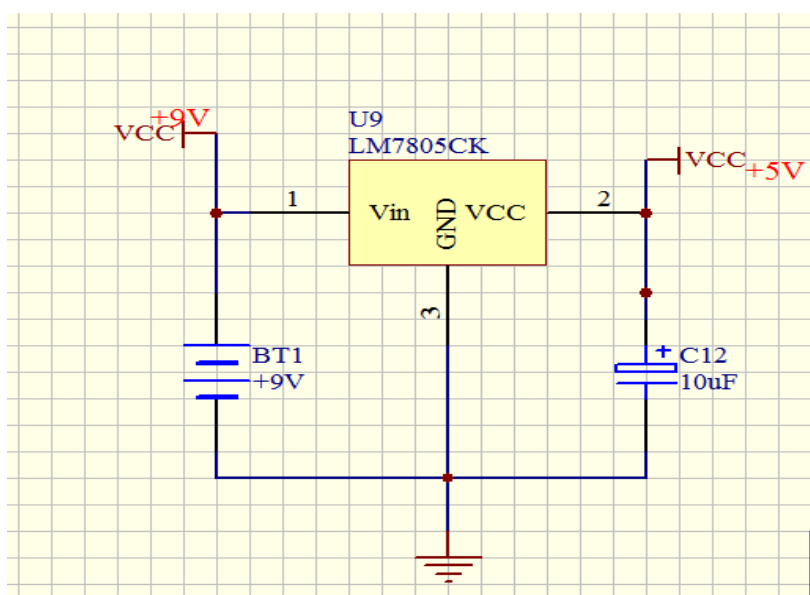 U9
LM7805CK
VCC +9V
VCC +5V
1
Vin
GND
VCC
2
3
BT1
+9V
+
C12
10uF